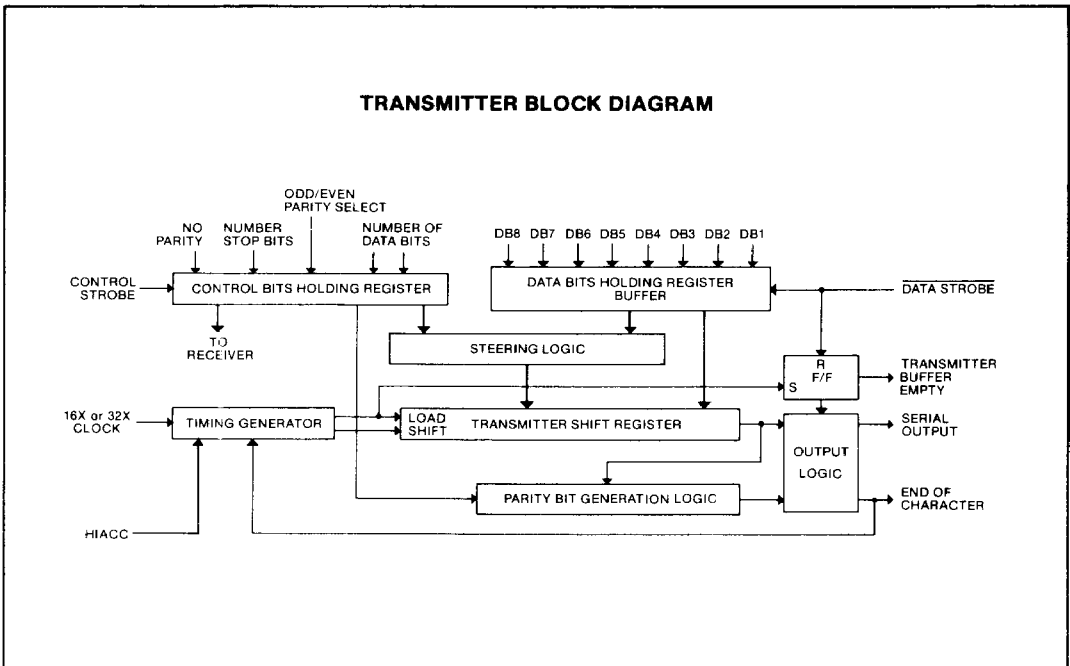 TRANSMITTER BLOCK DIAGRAM
ODD/EVEN
PARITY SELECT
NO
PARITY
NUMBER
STOP BITS
NUMBER OF
DATA BITS
DB8 DB7 DB6 DB5 DB4 DB3 DB2 DB1
CONTROL
STROBE
CONTROL BITS HOLDING REGISTER
DATA BITS HOLDING REGISTER
BUFFER
DATA STROBE
TO
RECEIVER
STEERING LOGIC
R
F/F
S
TRANSMITTER
BUFFER
EMPTY
16X or 32X
CLOCK
TIMING GENERATOR
LOAD
SHIFT
TRANSMITTER SHIFT REGISTER
OUTPUT
LOGIC
SERIAL
OUTPUT
PARITY BIT GENERATION LOGIC
END OF
CHARACTER
HIACC